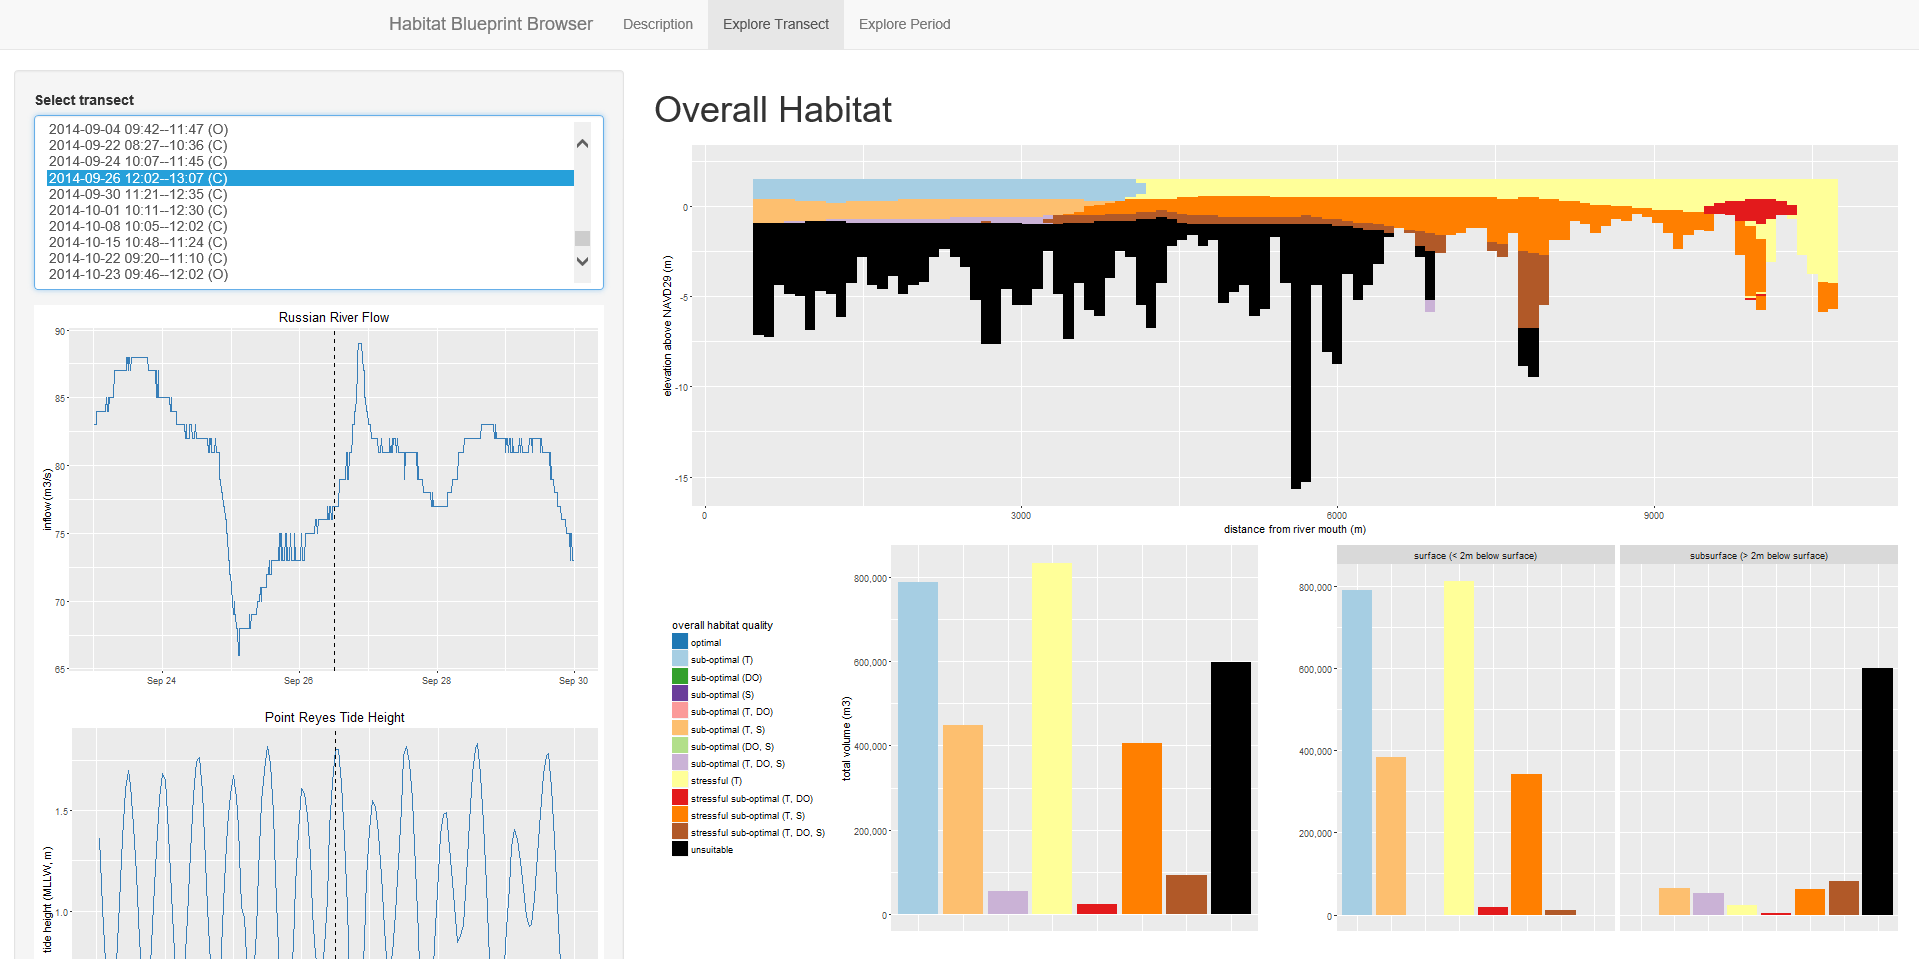 Habitat Blueprint Browser Description Explore Transect Explore Period
Select transect
2014-09-04 09:42--11:47 (O)
2014-09-22 08:27--10:36 (C)
2014-09-24 10:07--11:45 (C)
2014-09-26 12:02--13:07 (C)
2014-09-30 11:21--12:35 (C)
2014-10-01 10:11--12:30 (C)
2014-10-08 10:05--12:02 (C)
2014-10-15 10:48--11:24 (C)
2014-10-22 09:20--11:10 (C)
2014-10-23 09:46--12:02 (O)
Russian River Flow
inflow (m3/s)
90
85
80
75
70
65
Sep 24 Sep 26 Sep 28 Sep 30
Point Reyes Tide Height
tide height (MLLW, m)
1.5
1.0
Overall Habitat
elevation above NAVD29 (m)
0
-5
-10
-15
0 3000 6000 9000
distance from river mouth (m)
overall habitat quality
optimal
sub-optimal (T)
sub-optimal (DO)
sub-optimal (S)
sub-optimal (T, DO)
sub-optimal (T, S)
sub-optimal (DO, S)
sub-optimal (T, DO, S)
stressful (T)
stressful sub-optimal (T, DO)
stressful sub-optimal (T, S)
stressful sub-optimal (T, DO, S)
unsuitable
total volume (m3)
800,000
600,000
400,000
200,000
0
surface (< 2m below surface) subsurface (> 2m below surface)
800,000
600,000
400,000
200,000
0